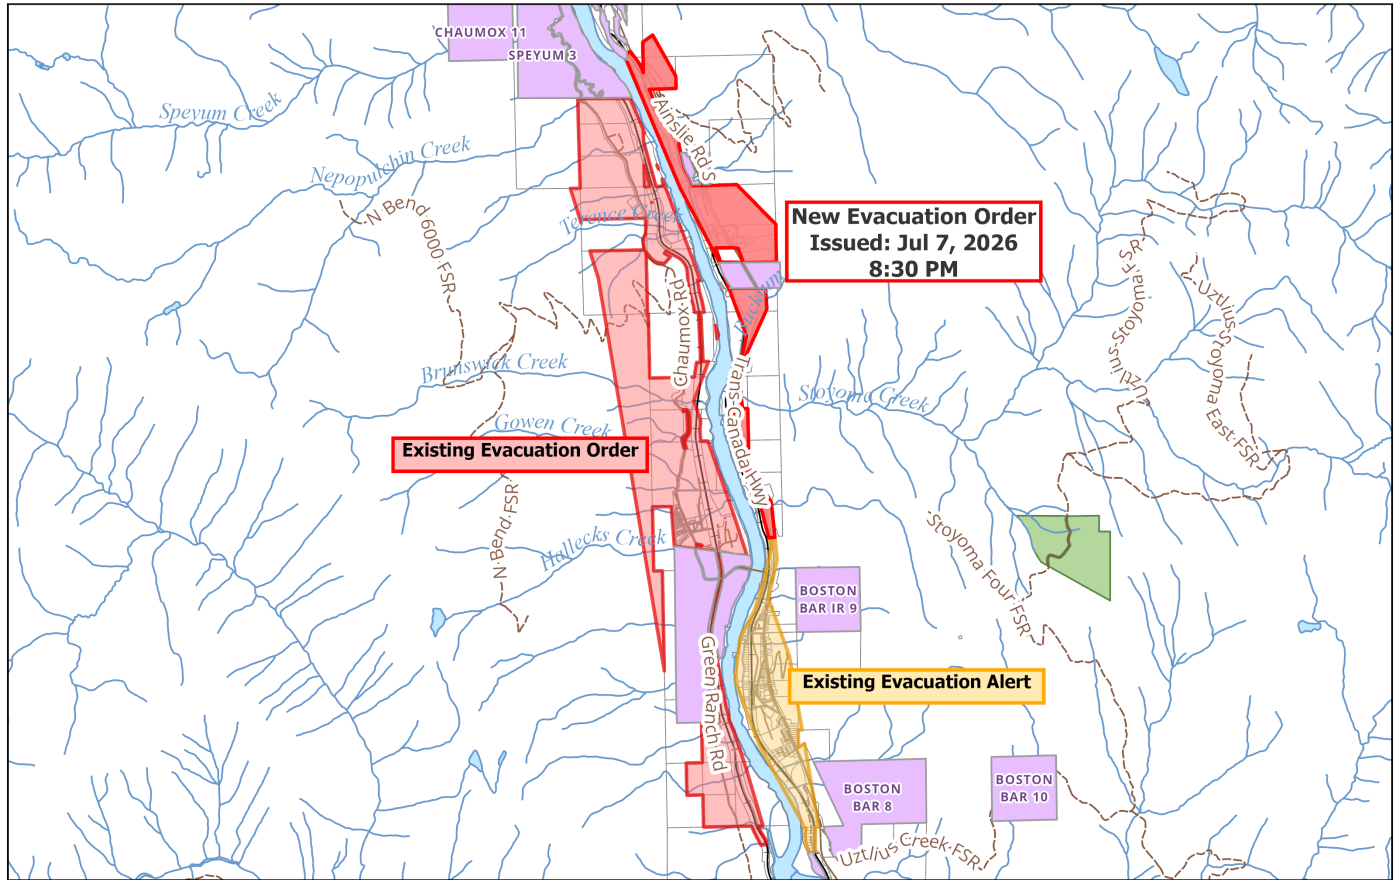 CHAUMOX 11
SPEYUM 3
Speyum Creek
Ainslie Rd S
Nepopulchin Creek
N Bend 6000 FSR
Terence Creek
New Evacuation Order
Issued: Jul 7, 2026
8:30 PM
Uztlius-Stoyoma FSR
Uztlius-Stoyoma East FSR
Chaumox Rd
Brunswick Creek
Trans-Canada Hwy
Stoyoma Creek
Gowen Creek
Existing Evacuation Order
N Bend FSR
Hallecks Creek
Stoyoma Four FSR
BOSTON
BAR IR 9
Green Ranch Rd
Existing Evacuation Alert
BOSTON
BAR 8
BOSTON
BAR 10
Uztlius Creek FSR